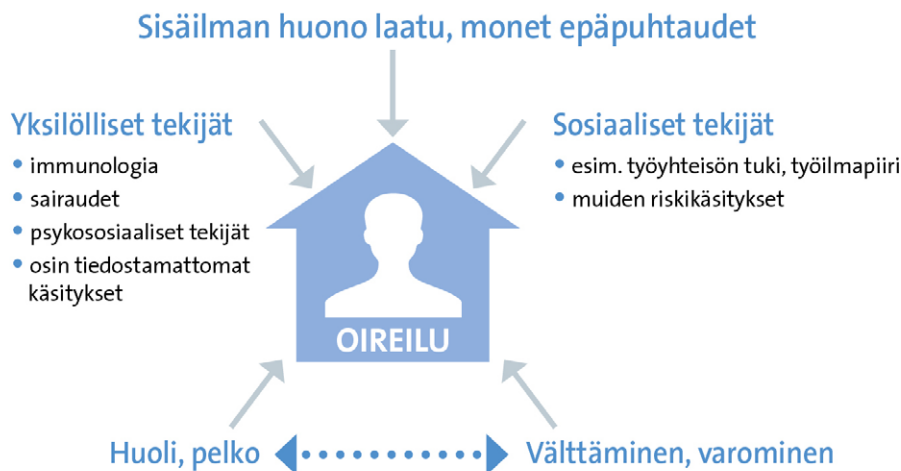 Sisäilman huono laatu, monet epäpuhtaudet
Yksilölliset tekijät
• immunologia
• sairaudet
• psykososiaaliset tekijät
• osin tiedostamattomat
käsitykset
Sosiaaliset tekijät
• esim. työyhteisön tuki, työilmapiiri
• muiden riskikäsitykset
OIREILU
Huoli, pelko
Välttäminen, varominen